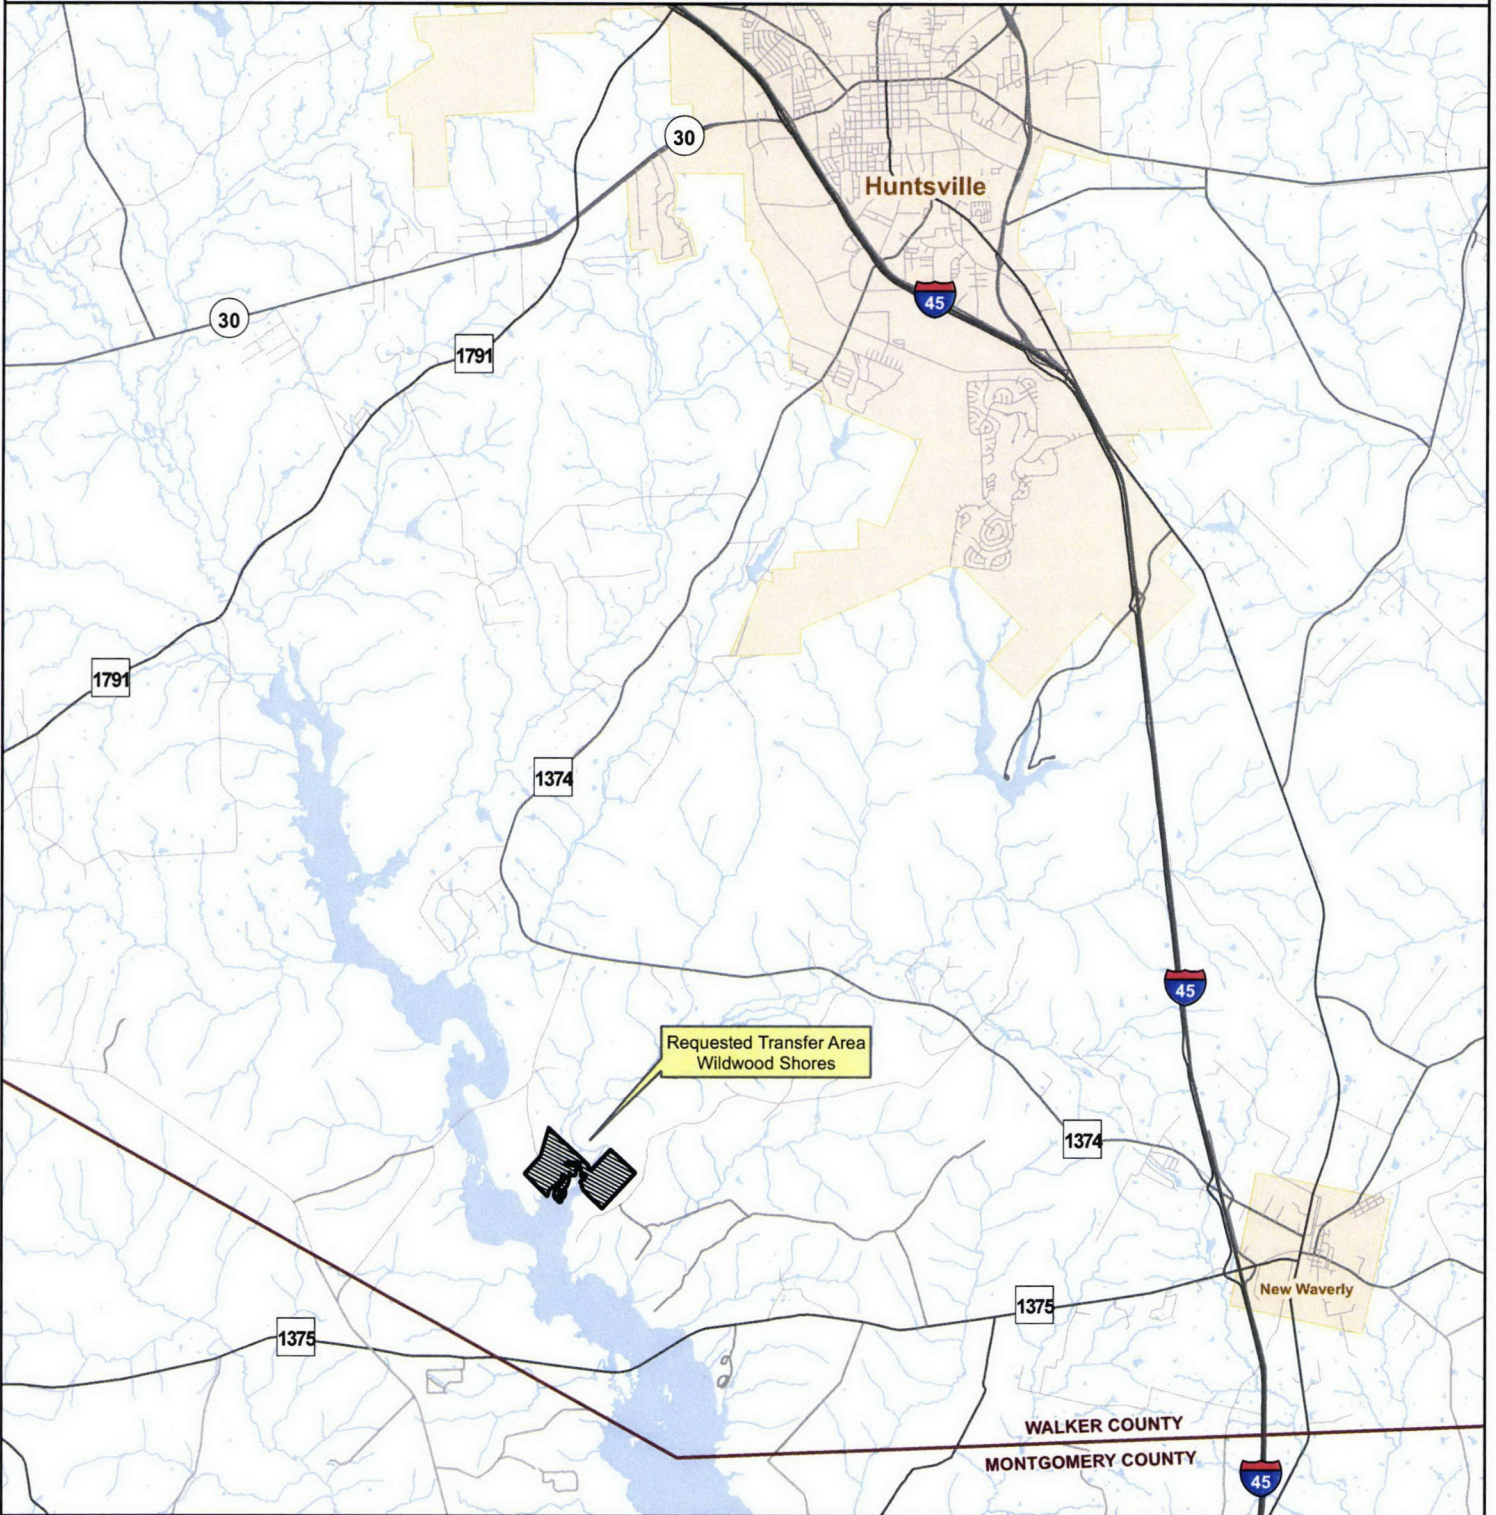 30
Huntsville
45
30
1791
1791
1374
45
Requested Transfer Area
Wildwood Shores
1374
New Waverly
1375
1375
WALKER COUNTY
MONTGOMERY COUNTY
45